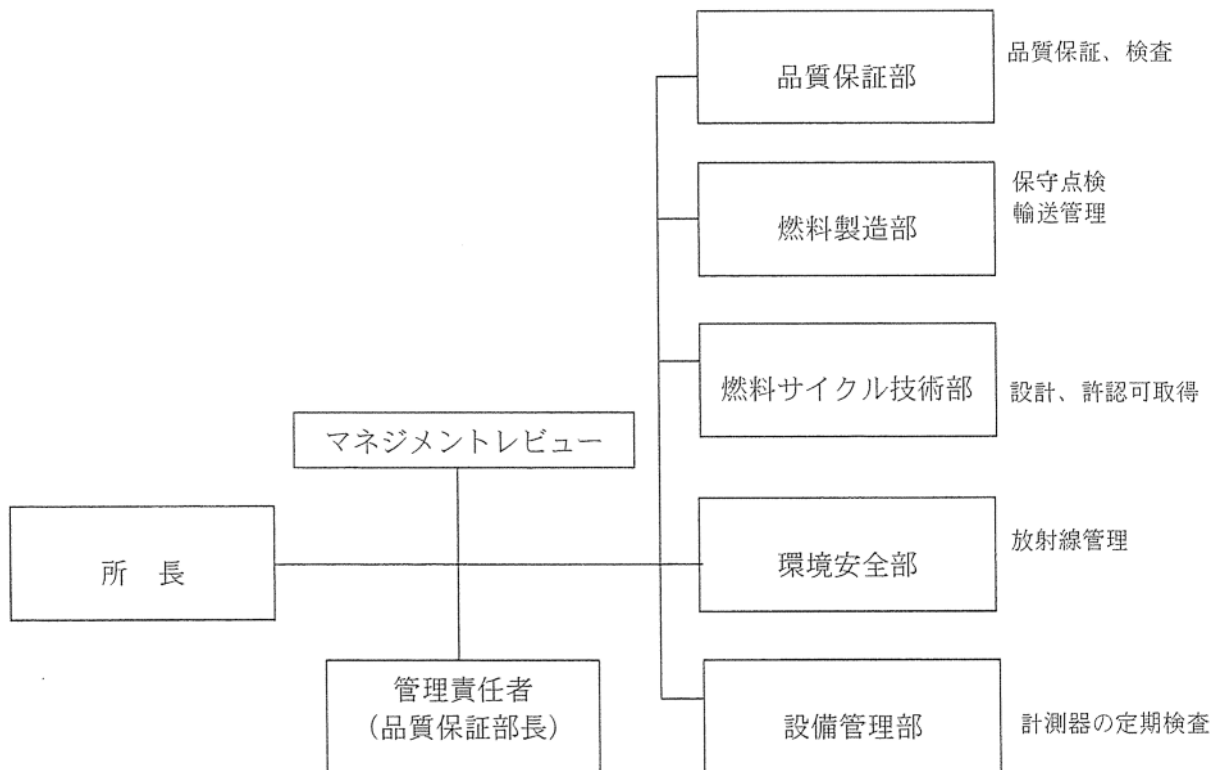 品質保証部
品質保証、検査
燃料製造部
保守点検
輸送管理
燃料サイクル技術部
設計、許認可取得
マネジメントレビュー
所　長
環境安全部
放射線管理
管理責任者
（品質保証部長）
設備管理部
計測器の定期検査